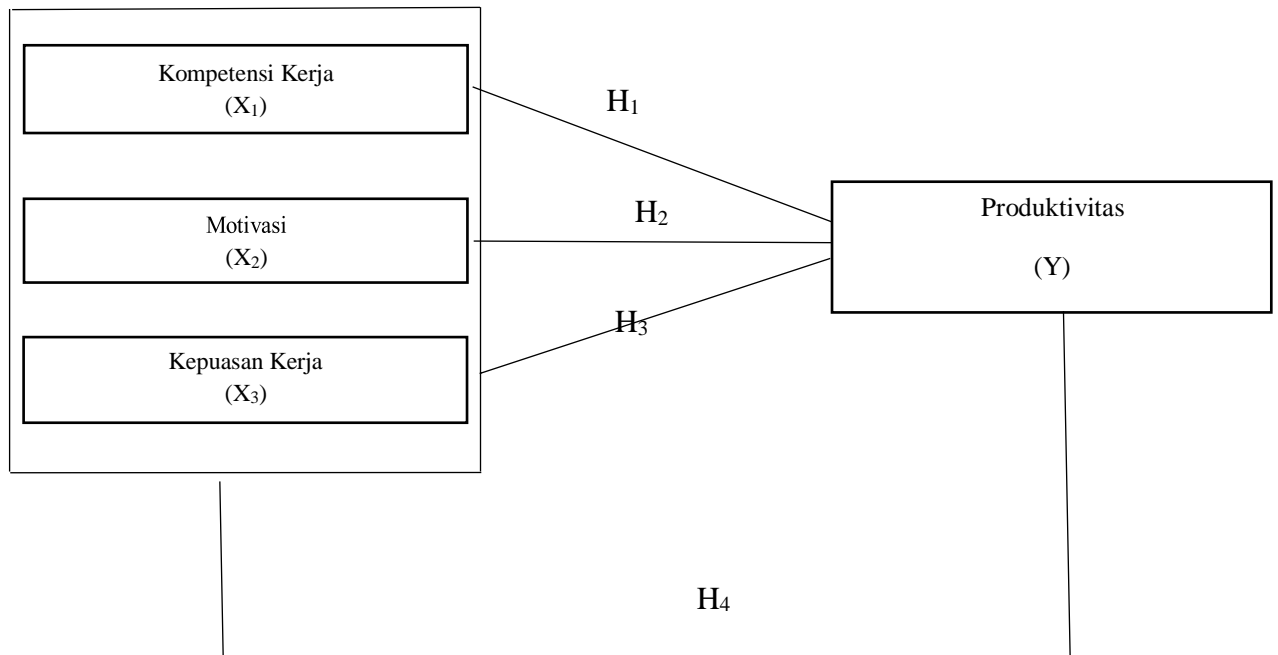 Kompetensi Kerja
(X₁)
H₁
Motivasi
(X₂)
H₂
Produktivitas
(Y)
H₃
Kepuasan Kerja
(X₃)
H₄